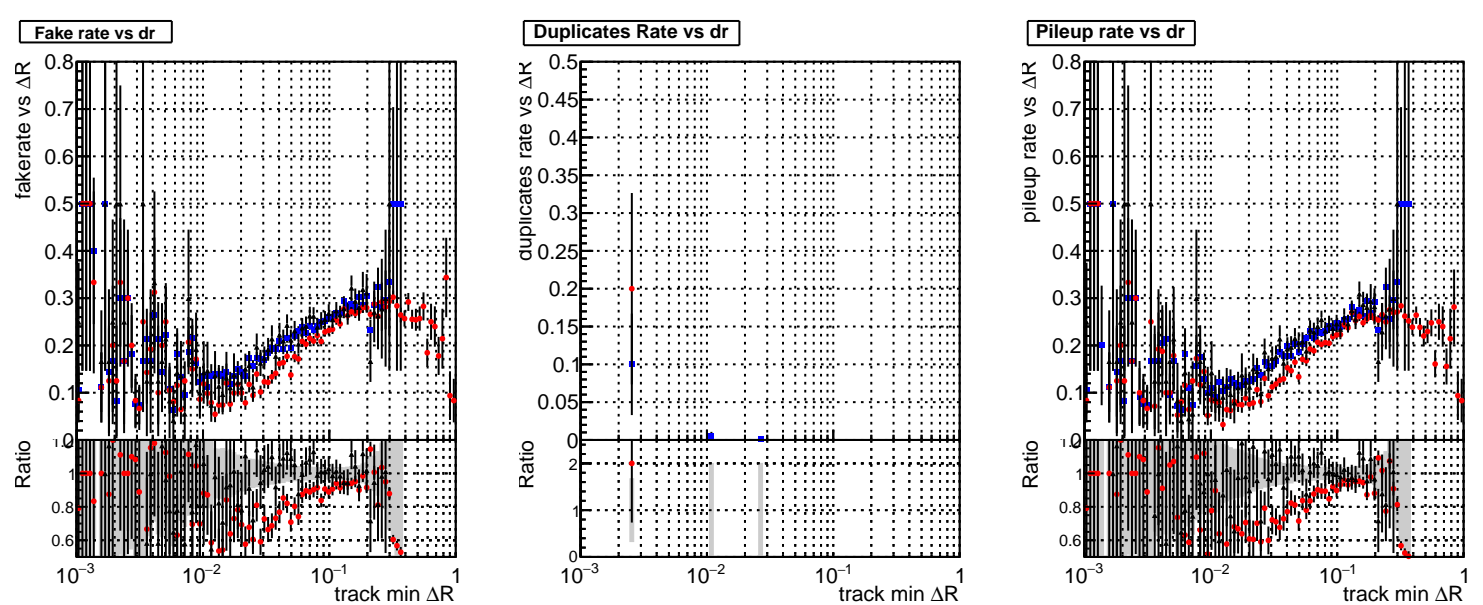 Fake rate vs dr
fakerate vs ΔR
0.8
0.7
0.6
0.5
0.4
0.3
0.2
0.1
Ratio
1
0.8
0.6
10⁻³ 10⁻² 10⁻¹ 1
track min ΔR
Duplicates Rate vs dr
duplicates rate vs ΔR
0.5
0.45
0.4
0.35
0.3
0.25
0.2
0.15
0.1
0.05
0
Ratio
2
1
0
10⁻³ 10⁻² 10⁻¹ 1
track min ΔR
Pileup rate vs dr
pileup rate vs ΔR
0.8
0.7
0.6
0.5
0.4
0.3
0.2
0.1
Ratio
1
0.8
0.6
10⁻³ 10⁻² 10⁻¹ 1
track min ΔR